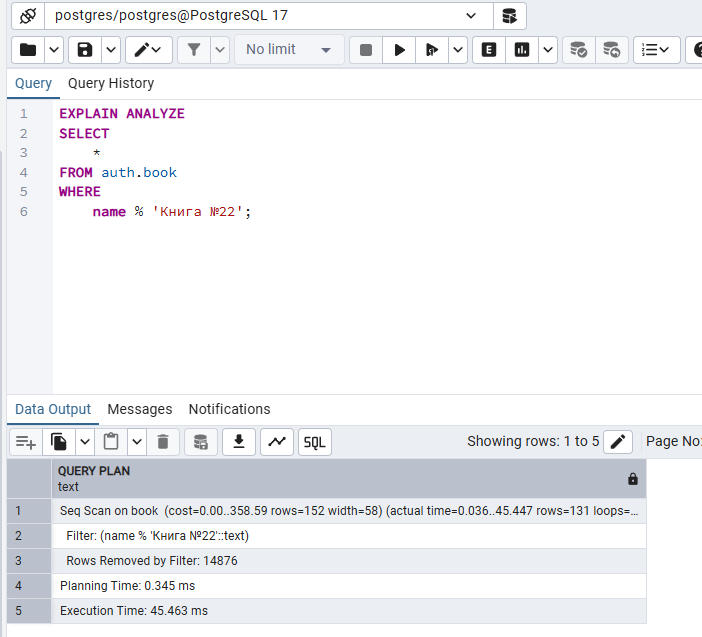 postgres/postgres@PostgreSQL 17
No limit
E
Query Query History
1 EXPLAIN ANALYZE
2 SELECT
3 *
4 FROM auth.book
5 WHERE
6 name % 'Книга №22';
Data Output Messages Notifications
SQL
Showing rows: 1 to 5
Page No:
QUERY PLAN
text
1 Seq Scan on book (cost=0.00..358.59 rows=152 width=58) (actual time=0.036..45.447 rows=131 loops=...
2 Filter: (name % 'Книга №22'::text)
3 Rows Removed by Filter: 14876
4 Planning Time: 0.345 ms
5 Execution Time: 45.463 ms